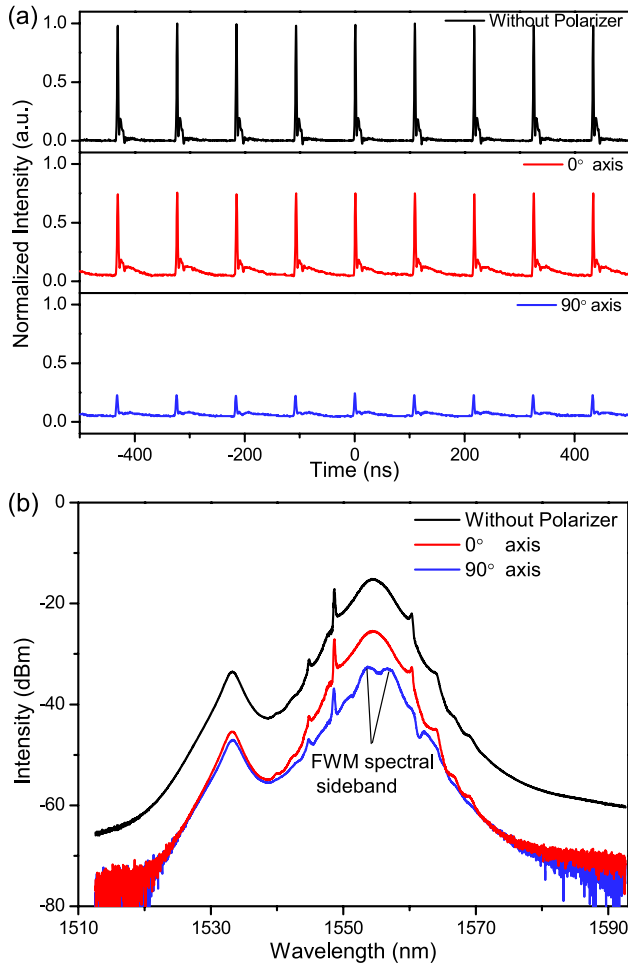 (a)
Without Polarizer
1.0
0.5
0.0
0° axis
1.0
0.5
0.0
90° axis
1.0
0.5
0.0
Normalized Intensity (a.u.)
-400 -200 0 200 400
Time (ns)
(b)
0
-20
-40
-60
-80
Intensity (dBm)
Without Polarizer
0° axis
90° axis
FWM spectral
sideband
1510 1530 1550 1570 1590
Wavelength (nm)